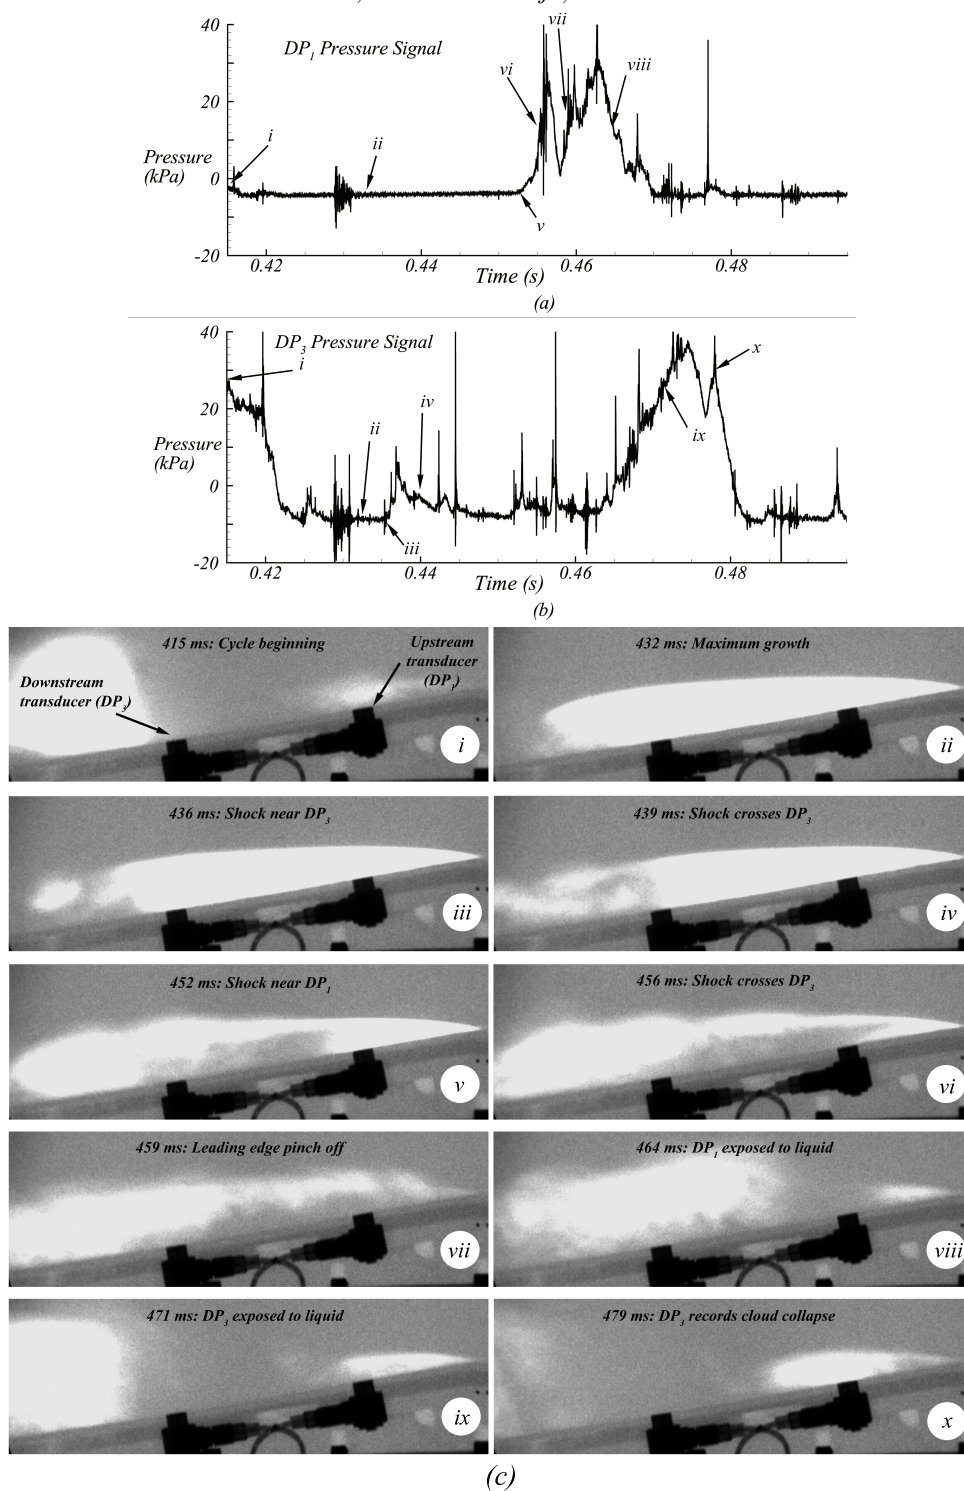 40
DP1 Pressure Signal
vii
vi
viii
20
i
ii
Pressure
(kPa)
0
v
-20
0.42
0.44
0.46
0.48
Time (s)
(a)
40
DP3 Pressure Signal
i
x
iv
20
ii
ix
Pressure
(kPa)
0
iii
-20
0.42
0.44
0.46
0.48
Time (s)
(b)
415 ms: Cycle beginning
Upstream
transducer
(DP1)
Downstream
transducer (DP3)
i
432 ms: Maximum growth
ii
436 ms: Shock near DP3
iii
439 ms: Shock crosses DP3
iv
452 ms: Shock near DP1
v
456 ms: Shock crosses DP3
vi
459 ms: Leading edge pinch off
vii
464 ms: DP1 exposed to liquid
viii
471 ms: DP3 exposed to liquid
ix
479 ms: DP3 records cloud collapse
x
(c)